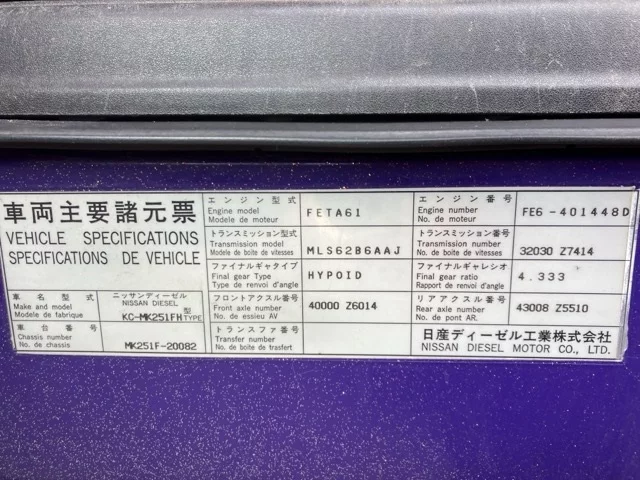 車両主要諸元票
VEHICLE SPECIFICATIONS
SPECIFICATIONS DE VEHICLE
車名型式
Make and model
Modele de fabrique
ニッサンディーゼル
NISSAN DIESEL
KC-MK251FH
型
TYPE
車台番号
Chassis number
No. de chassis
MK251F-20082
エンジン型式
Engine model
Modele de moteur
FETA61
エンジン番号
Engine number
No. de moteur
FE6-401448D
トランスミッション型式
Transmission model
Modele de boite de vitesses
MLS62B6AAJ
トランスミッション番号
Transmission number
No. de boite de vitesses
32030 Z7414
ファイナルギヤタイプ
Final gear type
Type de renvoi d'angle
HYPOID
ファイナルギャレシオ
Final gear ratio
Rapport de renvoi d'angle
4.333
フロントアクスル番号
Front axle number
No. de essieu AV
40000 Z6014
リアアクスル番号
Rear axle number
No. de pont AR.
43008 Z5510
トランスファ番号
Transfer number
No. de boite de trasfert
日産ディーゼル工業株式会社
NISSAN DIESEL MOTOR CO., LTD.